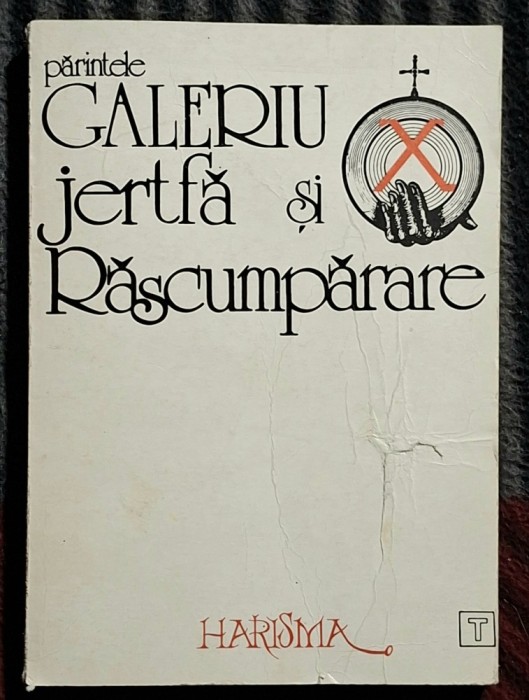 părintele
GALERIU
X
jertfă și
Răscumpărare
HARISMA
T